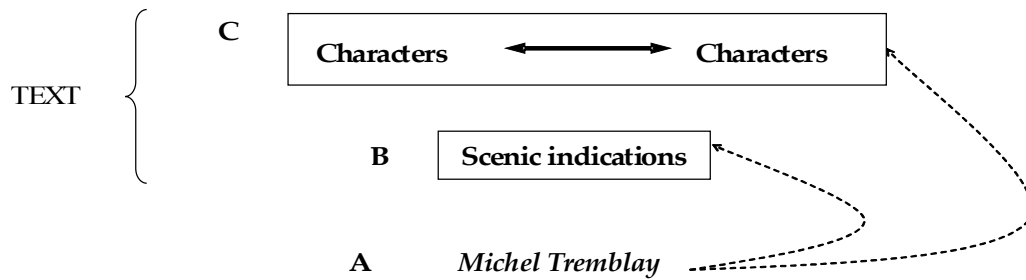 C
Characters Characters
TEXT
B Scenic indications
A Michel Tremblay